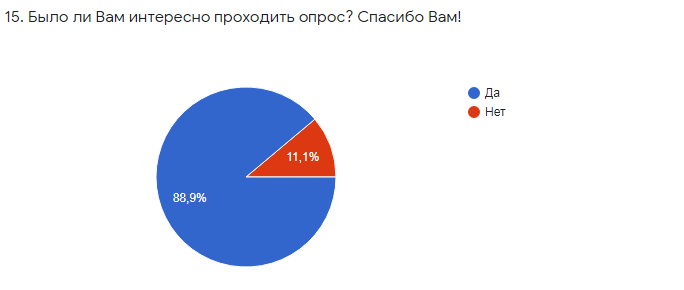 15. Было ли Вам интересно проходить опрос? Спасибо Вам!
Да
Нет
11,1%
88,9%